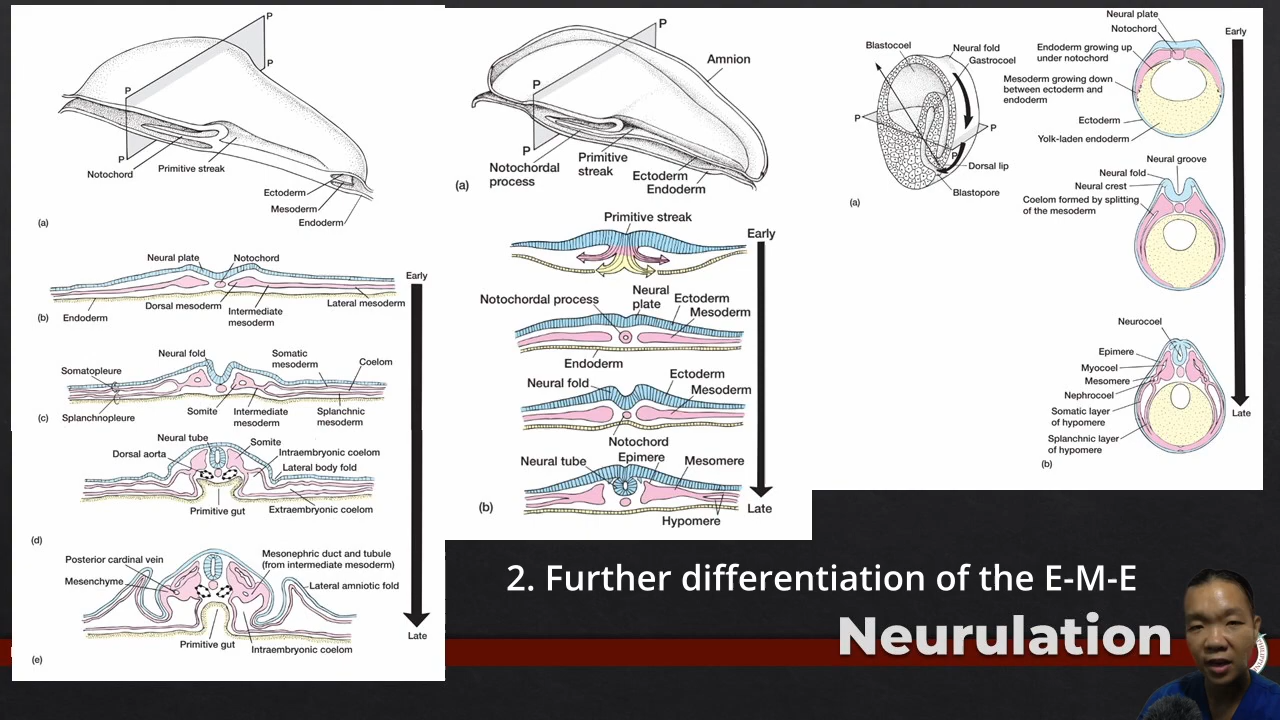 P
P
P
P
Notochord
Primitive streak
Ectoderm
Mesoderm
Endoderm
(a)
Neural plate
Notochord
Early
Dorsal mesoderm
Intermediate
mesoderm
Lateral mesoderm
Endoderm
(b)
Neural fold
Somatic
mesoderm
Coelom
Somatopleure
Splanchnopleure
Somite
Intermediate
mesoderm
Splanchnic
mesoderm
(c)
Neural tube
Somite
Dorsal aorta
Intraembryonic coelom
Lateral body fold
Primitive gut
Extraembryonic coelom
(d)
Posterior cardinal vein
Mesonephric duct and tubule
(from intermediate mesoderm)
Mesenchyme
Lateral amniotic fold
Late
Primitive gut
Intraembryonic coelom
(e)
P
Amnion
P
P
Notochordal
process
Primitive
streak
Ectoderm
Endoderm
(a)
Primitive streak
Early
Notochordal process
Neural
plate
Ectoderm
Mesoderm
Endoderm
Neural fold
Ectoderm
Mesoderm
Notochord
Neural tube
Epimere
Mesomere
Hypomere
(b)
Late
Blastocoel
Neural fold
Gastrocoel
P
P
P
Dorsal lip
Blastopore
(a)
Neural plate
Notochord
Endoderm growing up
under notochord
Mesoderm growing down
between ectoderm and
endoderm
Ectoderm
Yolk-laden endoderm
Early
Neural groove
Neural fold
Neural crest
Coelom formed by splitting
of the mesoderm
Neurocoel
Epimere
Myocoel
Mesomere
Nephrocoel
Somatic layer
of hypomere
Splanchnic layer
of hypomere
Late
(b)
2. Further differentiation of the E-M-E
Neurulation